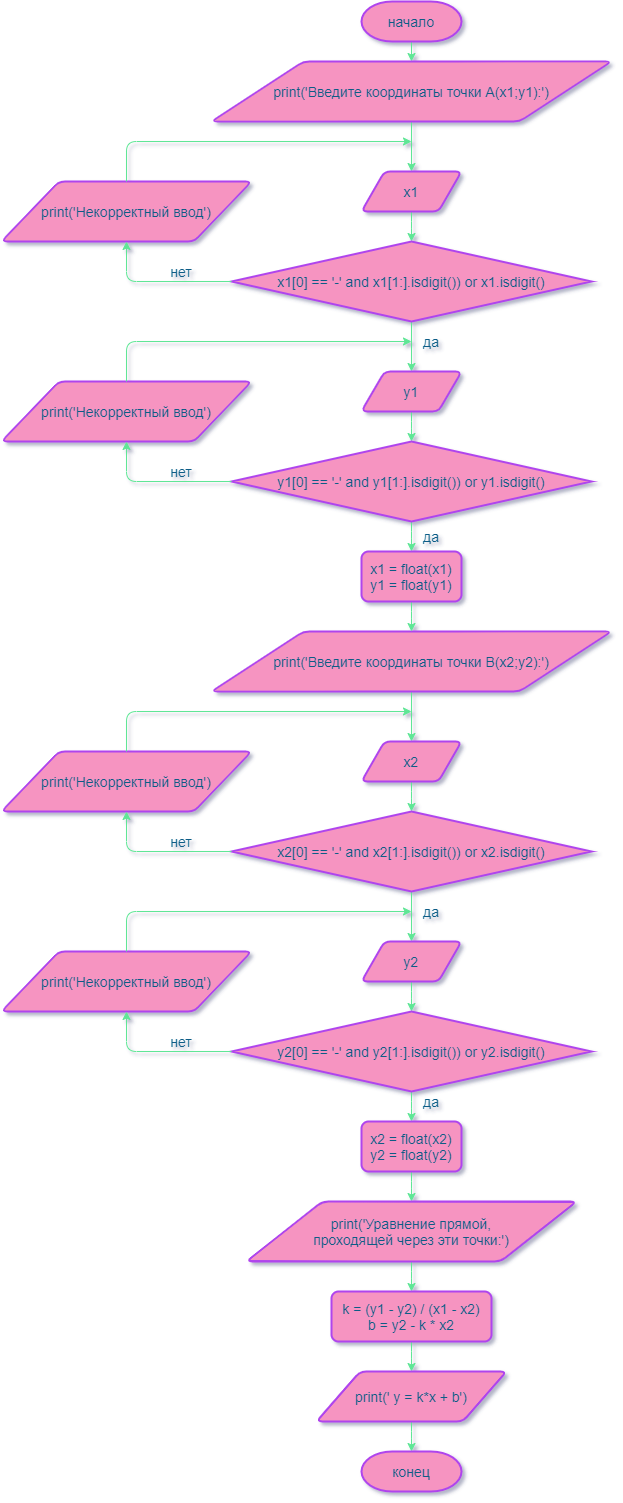 начало
print('Введите координаты точки A(x1;y1):')
x1
print('Некорректный ввод')
нет
x1[0] == '-' and x1[1:].isdigit()) or x1.isdigit()
да
y1
print('Некорректный ввод')
нет
y1[0] == '-' and y1[1:].isdigit()) or y1.isdigit()
да
x1 = float(x1)
y1 = float(y1)
print('Введите координаты точки B(x2;y2):')
x2
print('Некорректный ввод')
нет
x2[0] == '-' and x2[1:].isdigit()) or x2.isdigit()
да
y2
print('Некорректный ввод')
нет
y2[0] == '-' and y2[1:].isdigit()) or y2.isdigit()
да
x2 = float(x2)
y2 = float(y2)
print('Уравнение прямой,
проходящей через эти точки:')
k = (y1 - y2) / (x1 - x2)
b = y2 - k * x2
print(' y = k*x + b')
конец